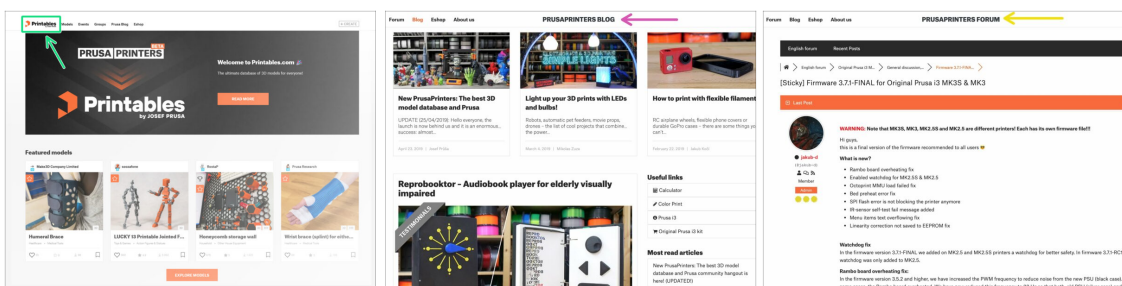 Printables Models Events Groups Prusa Blog Eshop
PRUSA PRINTERS
BETA
Printables
by JOSEF PRUSA
Welcome to Printables.com
The ultimate database of 3D models for everyone!
READ MORE
Featured models
Make3D Company Limited
soozafone
HumeF
Prusa Research
Humeral Brace
LUCKY 13 Printable Jointed F...
Honeycomb storage wall
Wrist brace (splint) for eithe...
EXPLORE MODELS
Forum Blog Eshop About us
PRUSAPRINTERS BLOG
SIMPLE LIGHTS
New PrusaPrinters: The best 3D
model database and Prusa
UPDATE (25/04/2019): Hello everyone, the
launch is now behind us and it is an enormous...
success: almost...
Light up your 3D prints with LEDs
and bulbs!
Robots, automatic pet feeders, movie props,
drones – the list of cool projects that combine...
the power...
How to print with flexible filament
RC airplane wheels, flexible phone covers or
durable GoPro cases – there are some things you
can't...
Reprobooktor – Audiobook player for elderly visually
impaired
TESTIMONIALS
Useful links
Calculator
Color Print
Prusa i3
Original Prusa i3 kit
Most read articles
New PrusaPrinters: The best 3D model
database and Prusa community hangout is
here! (UPDATED!)
Forum Blog Eshop About us
PRUSAPRINTERS FORUM
English forum Recent Posts
English forum > Original Prusa i3 M... > General discussion,... > Firmware 3.7.1-FINA...
[Sticky] Firmware 3.7.1-FINAL for Original Prusa i3 MK3S & MK3
Last Post
jakub-d
(@jakub-d)
Member
Admin
WARNING: Note that MK3S, MK3, MK2.5S and MK2.5 are different printers! Each has its own firmware file!!!
Hi guys,
this is a final version of the firmware recommended to all users
What is new?
Rambo board overheating fix
Enabled watchdog for MK2.5S & MK2.5
Octoprint MMU load failed fix
Bed preheat error fix
SPI flash error is not blocking the printer anymore
IR-sensor self-test fail message added
Menu items text overflowing fix
Linearity correction not saved to EEPROM fix
Watchdog fix
In the firmware version 3.7.1-FINAL, we added on MK2.5 and MK2.5S printers a watchdog for better safety. In firmware 3.7.1-RC1
watchdog was only added to MK2.5.
Rambo board overheating fix:
In the firmware version 3.5.2 and higher, we have increased the PWM frequency to reduce noise from the new PSU (black case).